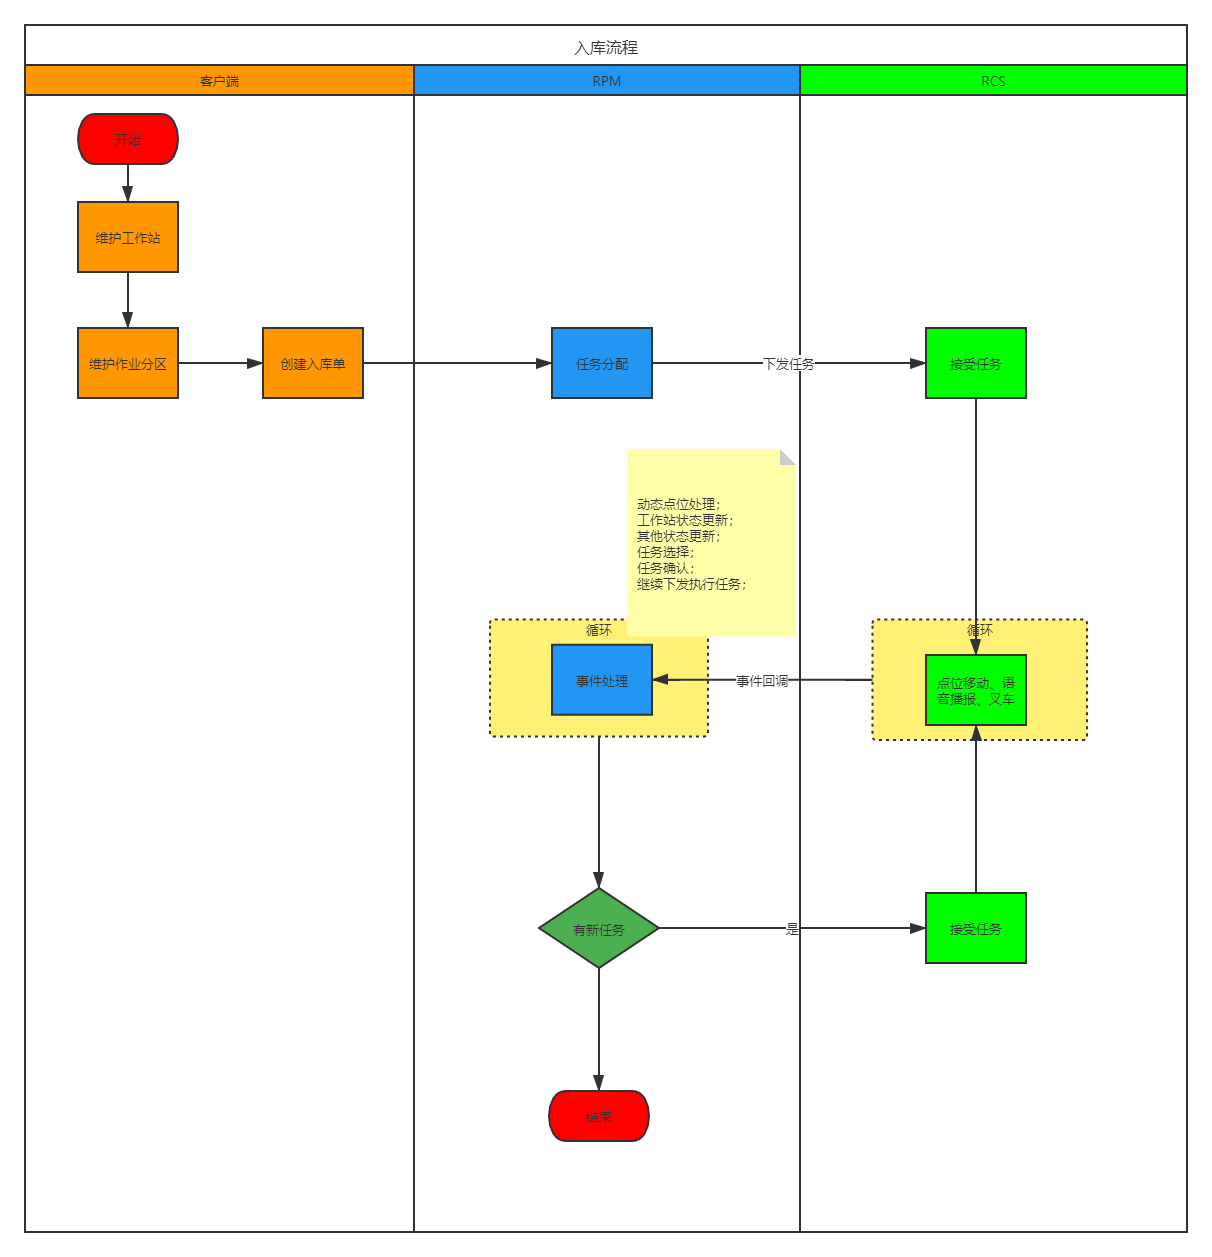 入库流程
客户端
RPM
RCS
开始
维护工作站
维护作业分区
创建入库单
任务分配
下发任务
接受任务
动态点位处理;
工作站状态更新;
其他状态更新;
任务选择;
任务确认;
继续下发执行任务;
循环
循环
事件处理
事件回调
点位移动、语
音播报、叉车
有新任务
是
接受任务
结束